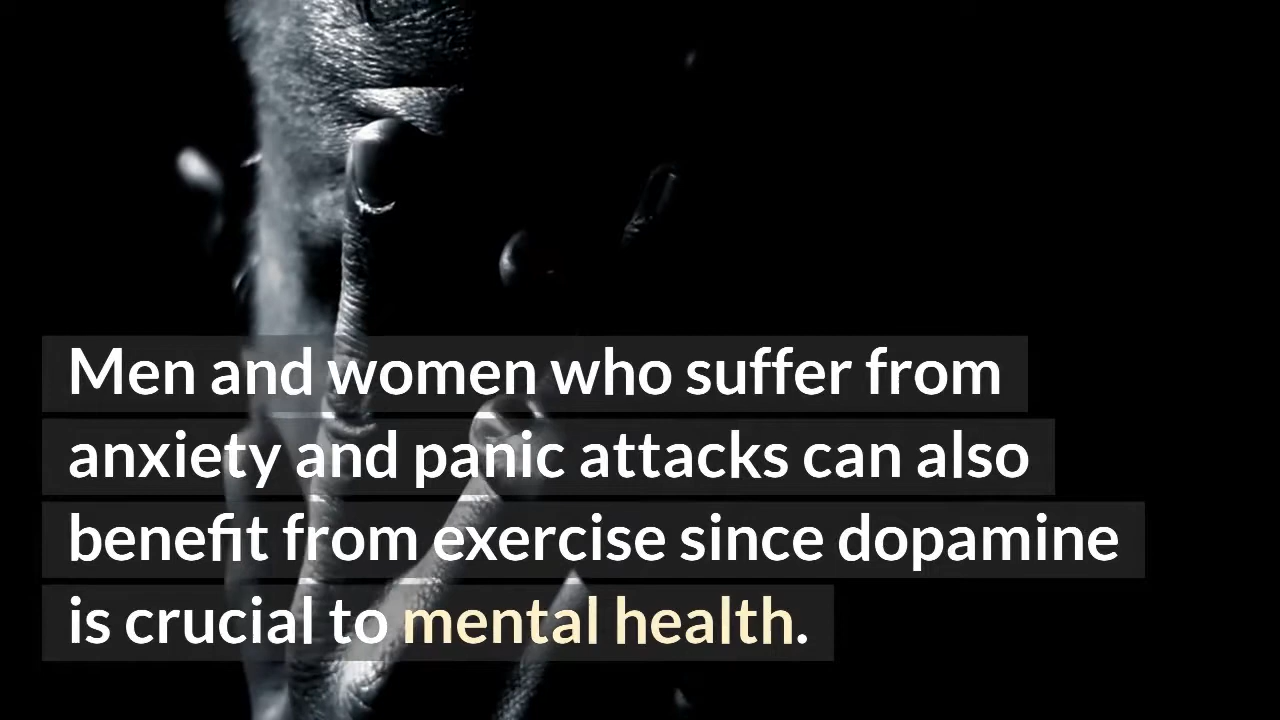 Men and women who suffer from
anxiety and panic attacks can also
benefit from exercise since dopamine
is crucial to mental health.